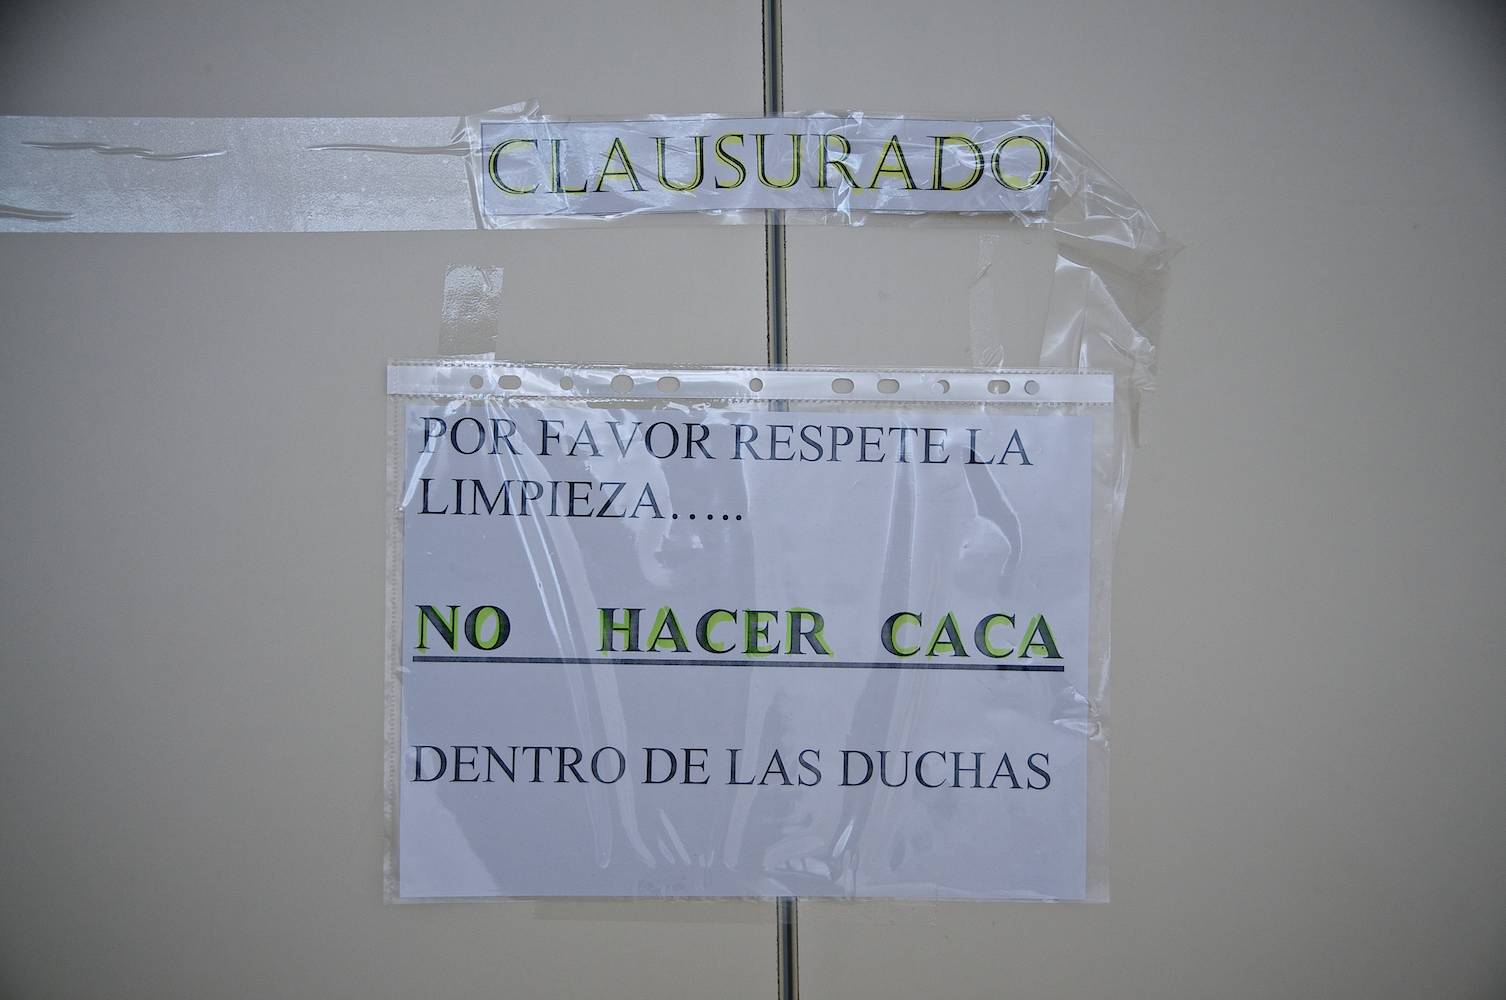 CLAUSURADO
POR FAVOR RESPETE LA
LIMPIEZA.....
NO HACER CACA
DENTRO DE LAS DUCHAS